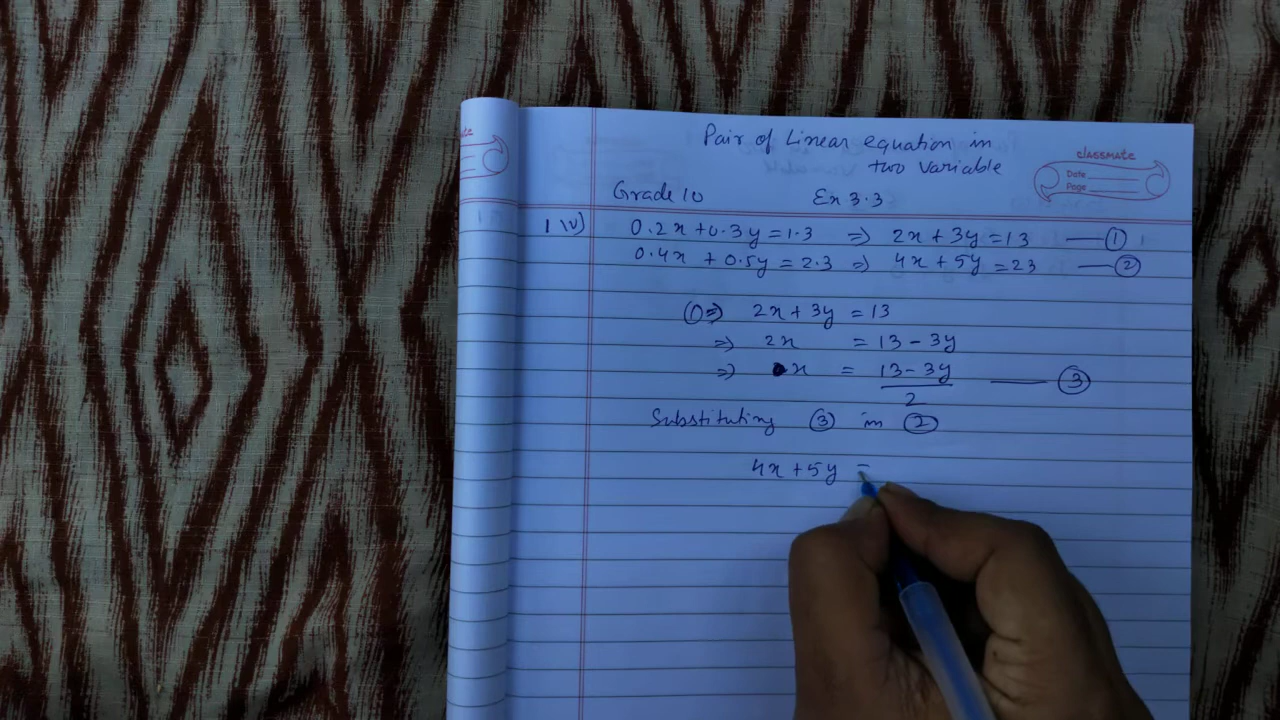 Pair of Linear equation in
two Variable
classmate
Date
Page
Grade 10 Ex 3.3
1 iv) 0.2x + 0.3y = 1.3 ⇒ 2x + 3y = 13 —— ①
0.4x + 0.5y = 2.3 ⇒ 4x + 5y = 23 —— ②
① ⇒ 2x + 3y = 13
⇒ 2x = 13 - 3y
⇒ x = 13 - 3y —— ③
2
Substituting ③ in ②
4x + 5y =